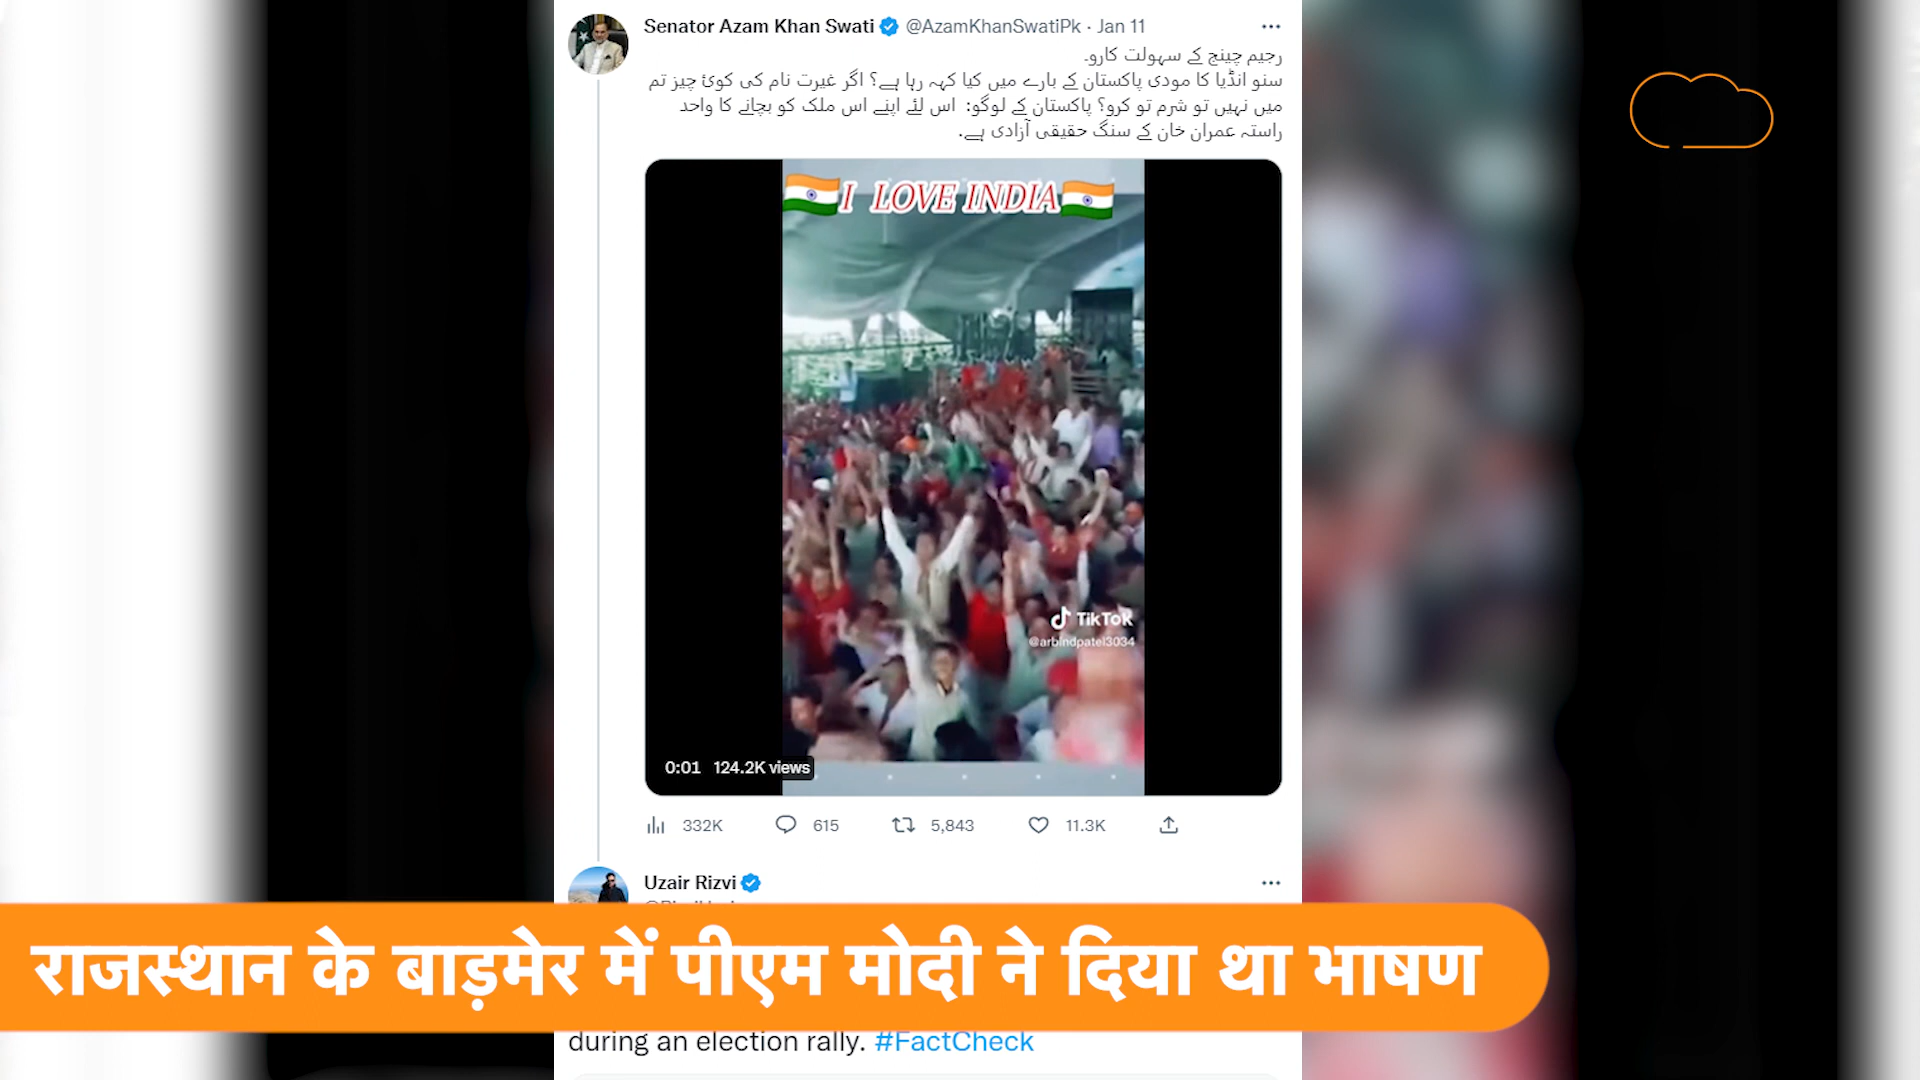 Senator Azam Khan Swati @AzamKhanSwatiPk · Jan 11
رجیم چینج کے سہولت کارو۔
سنو انڈیا کا مودی پاکستان کے بارے میں کیا کہہ رہا ہے؟ اگر غیرت نام کی کوئ چیز تم
میں نہیں تو شرم تو کرو؟ پاکستان کے لوگو: اس لئے اپنے اس ملک کو بچانے کا واحد
راستہ عمران خان کے سنگ حقیقی آزادی ہے.
I LOVE INDIA
TikTok
@arbindpatel3034
0:01 124.2K views
332K 615 5,843 11.3K
Uzair Rizvi
राजस्थान के बाड़मेर में पीएम मोदी ने दिया था भाषण
during an election rally. #FactCheck